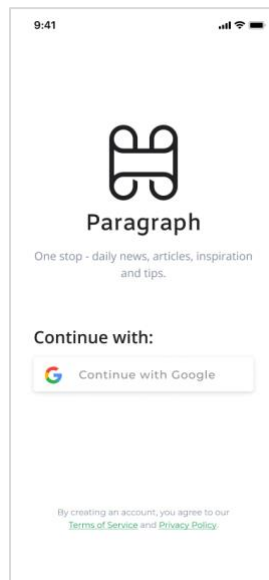 9:41
Paragraph
One stop - daily news, articles, inspiration
and tips.
Continue with:
Continue with Google
By creating an account, you agree to our
Terms of Service and Privacy Policy.